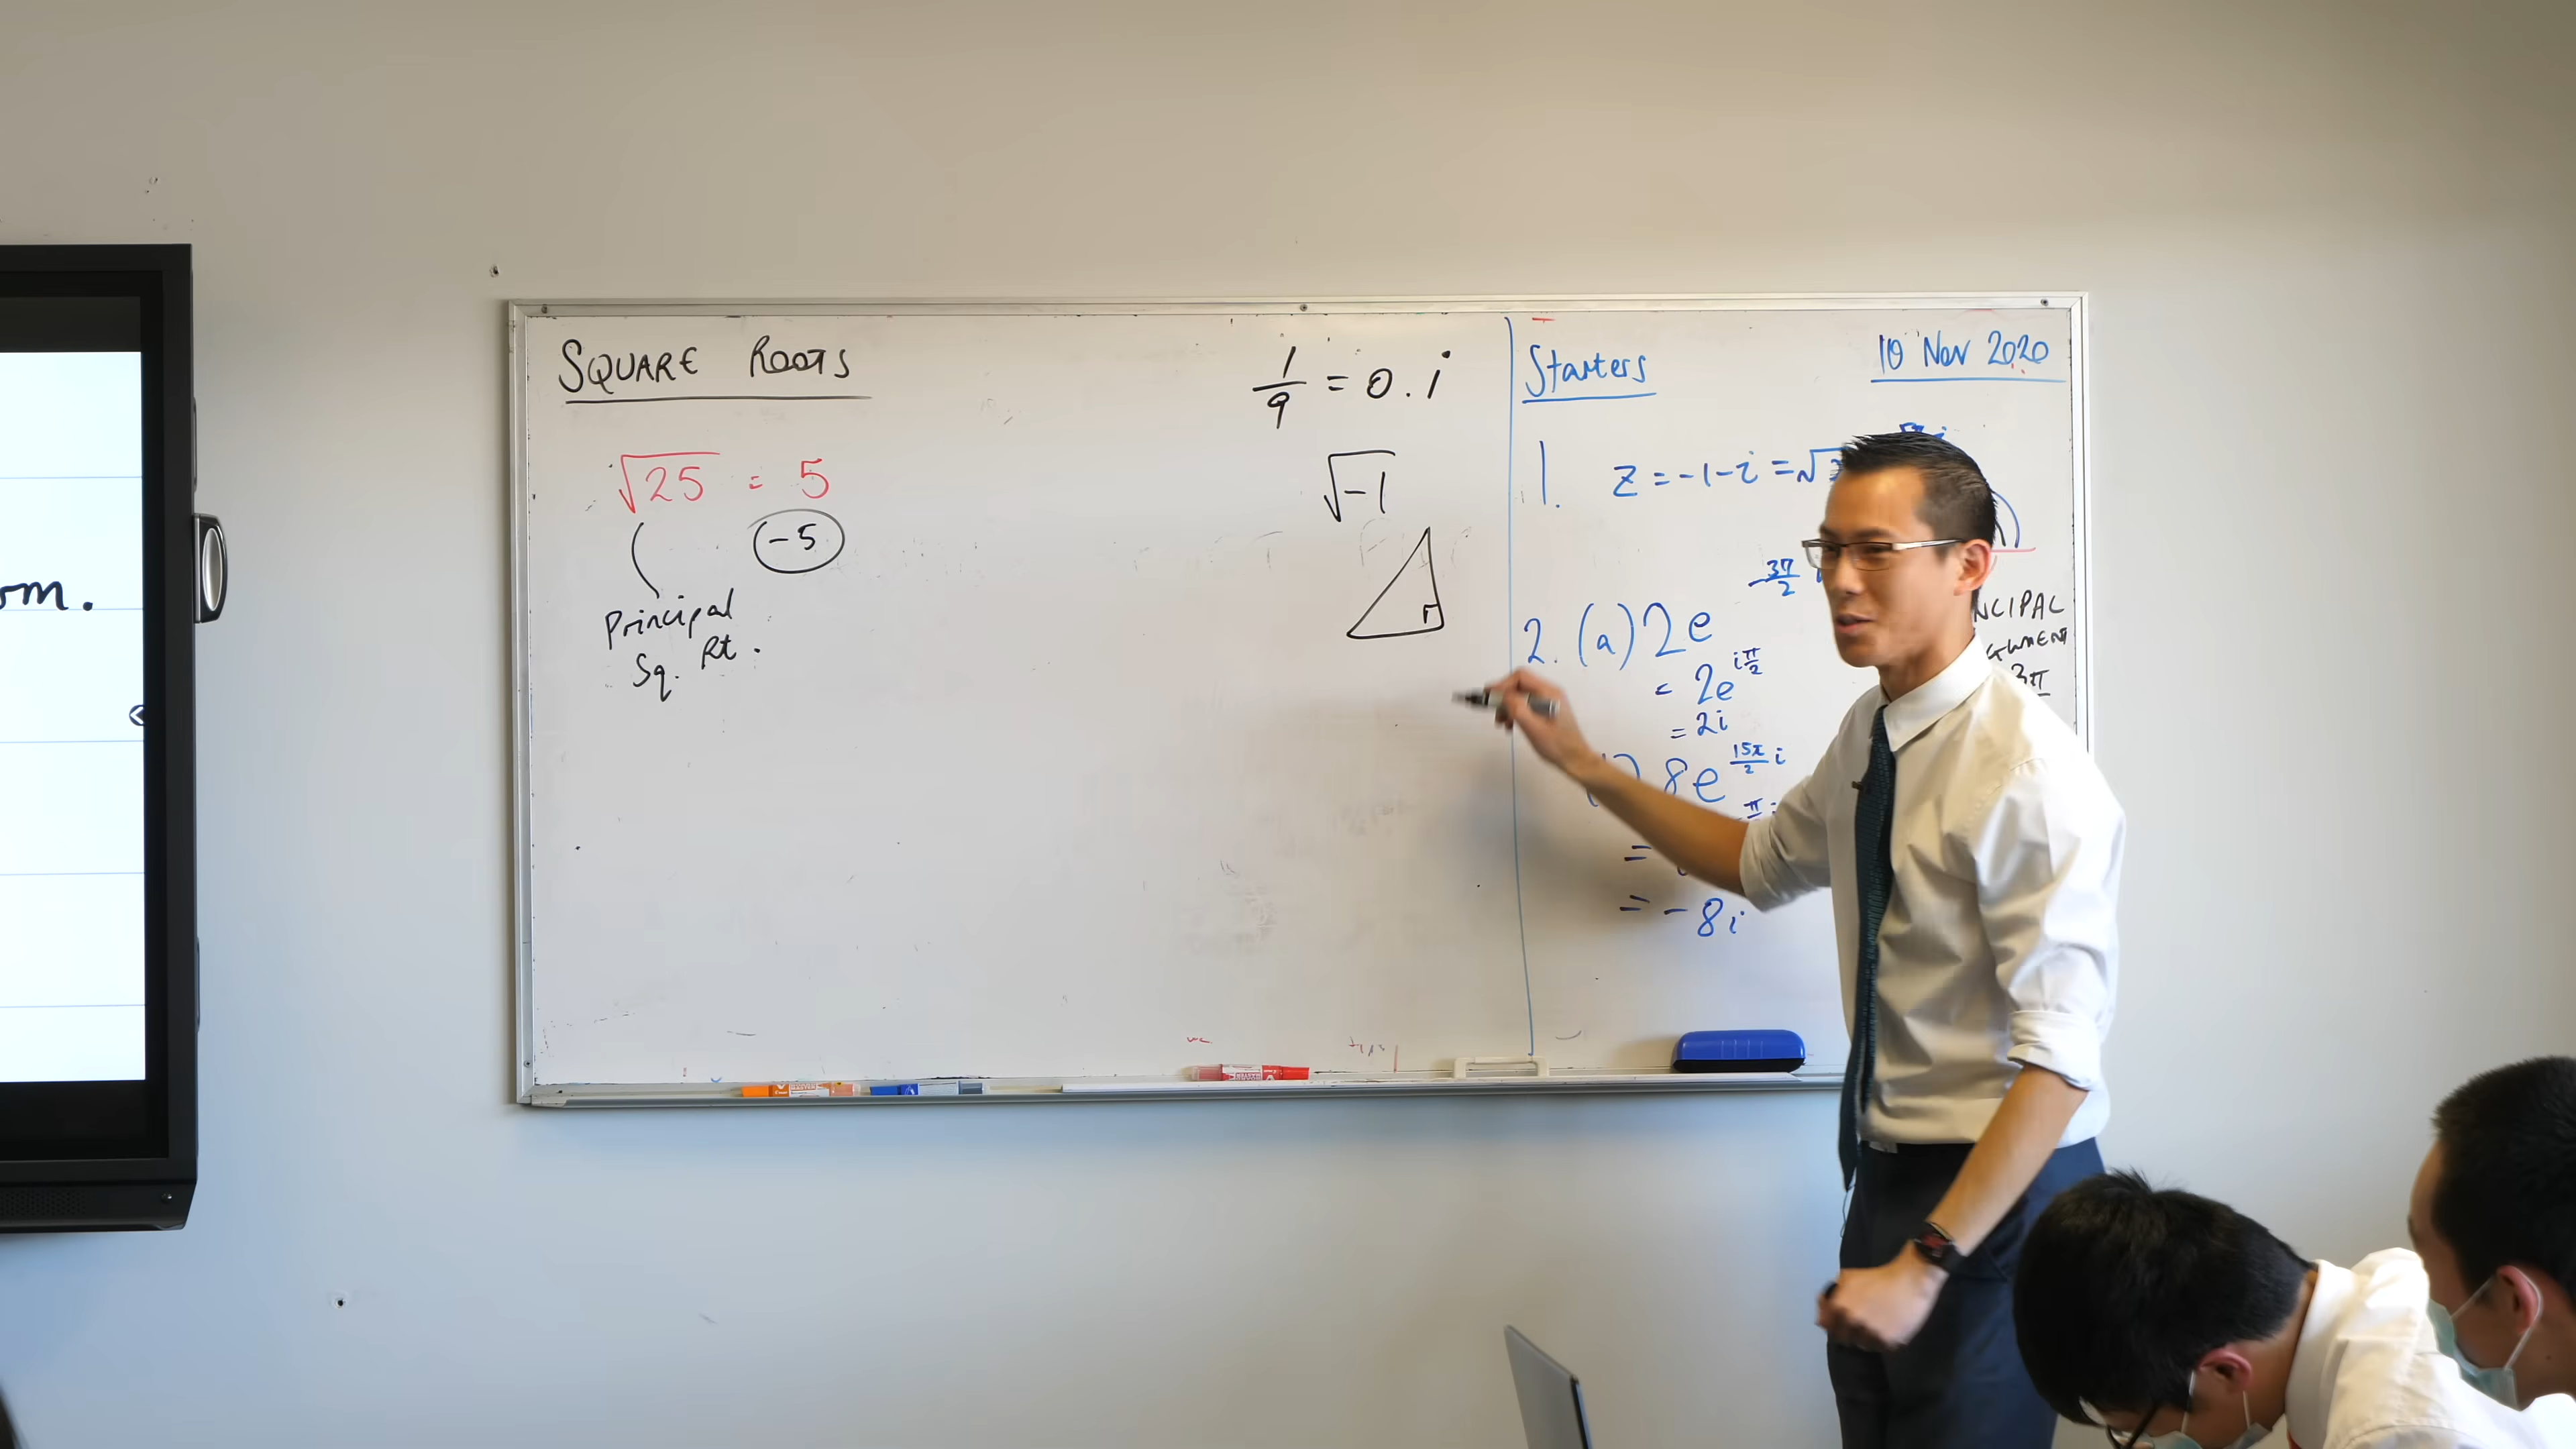 om.
SQUARE ROOTS
√25 = 5
-5
Principal
Sq. Rt.
1/9 = 0.i
√-1
Starters
10 Nov 2020
1. z = -1-i = √
2. (a) 2e^-3π/2
= 2e^iπ/2
= 2i
8e^15π/2 i
=
= -8i
NCIPAL
GUMENT
3π